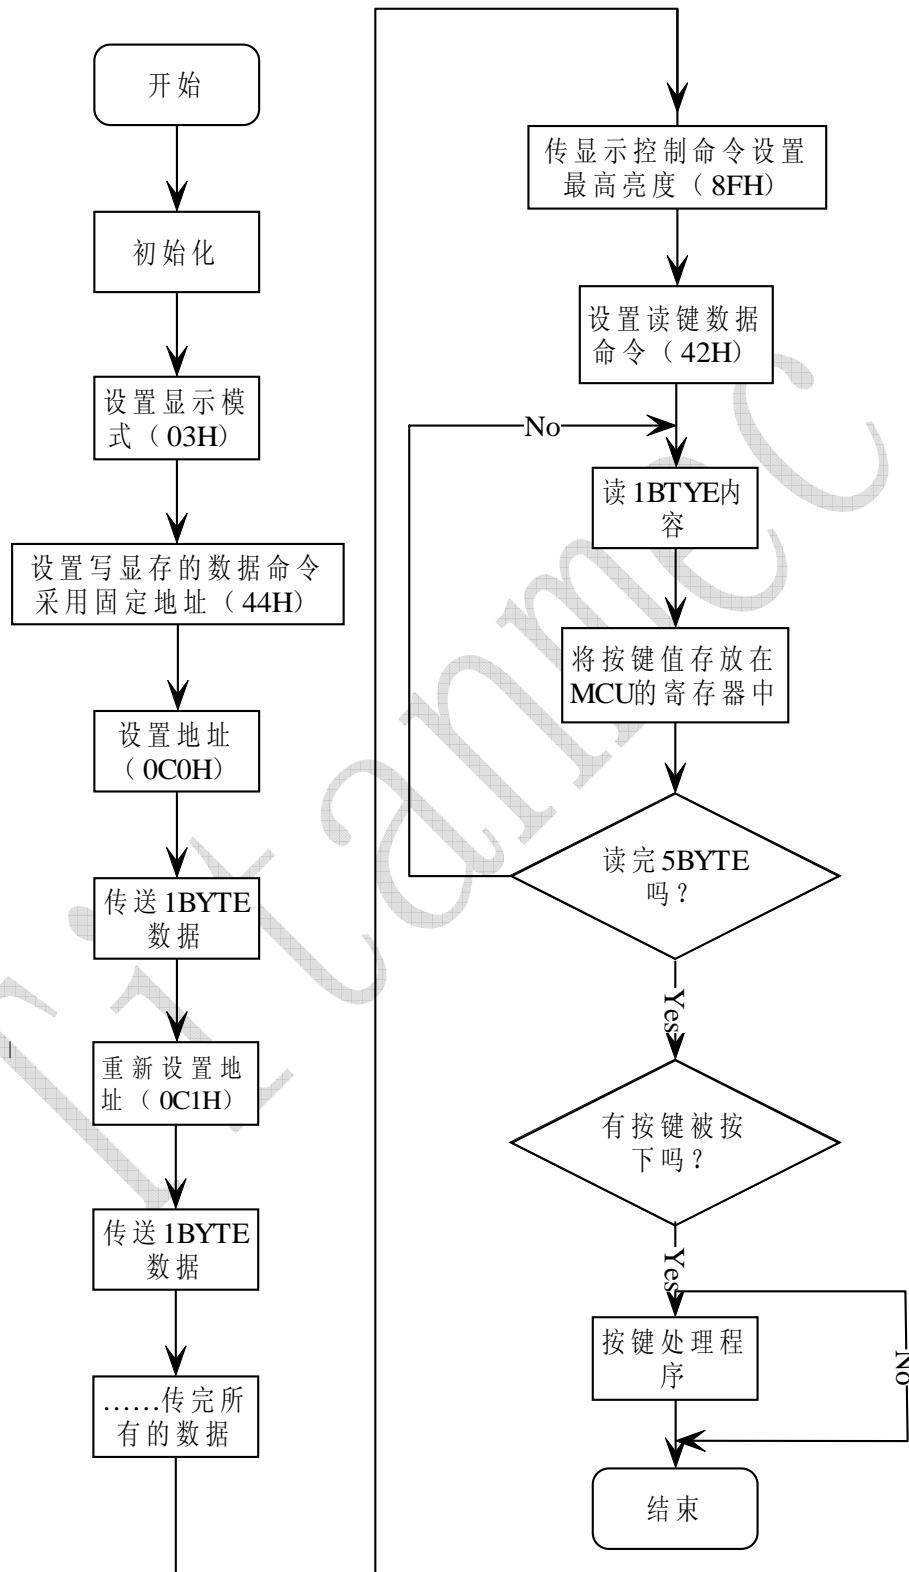 开始
初始化
设置显示模
式（03H）
设置写显存的数据命令
采用固定地址（44H）
设置地址
（0C0H）
传送1BYTE
数据
重新设置地
址（0C1H）
传送1BYTE
数据
……传完所
有的数据
传显示控制命令设置
最高亮度（8FH）
设置读键数据
命令（42H）
No
读1BTYE内
容
将按键值存放在
MCU的寄存器中
读完5BYTE
吗？
Yes
有按键被按
下吗？
Yes
按键处理程
序
No
结束
Titanmec